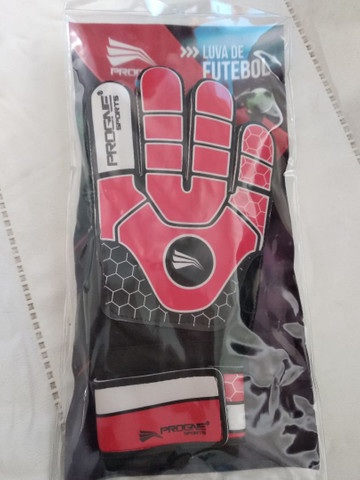 PROGNE
LUVA DE
FUTEBOL
PROGNE®
SPORTS
PROGNE
SPORTS